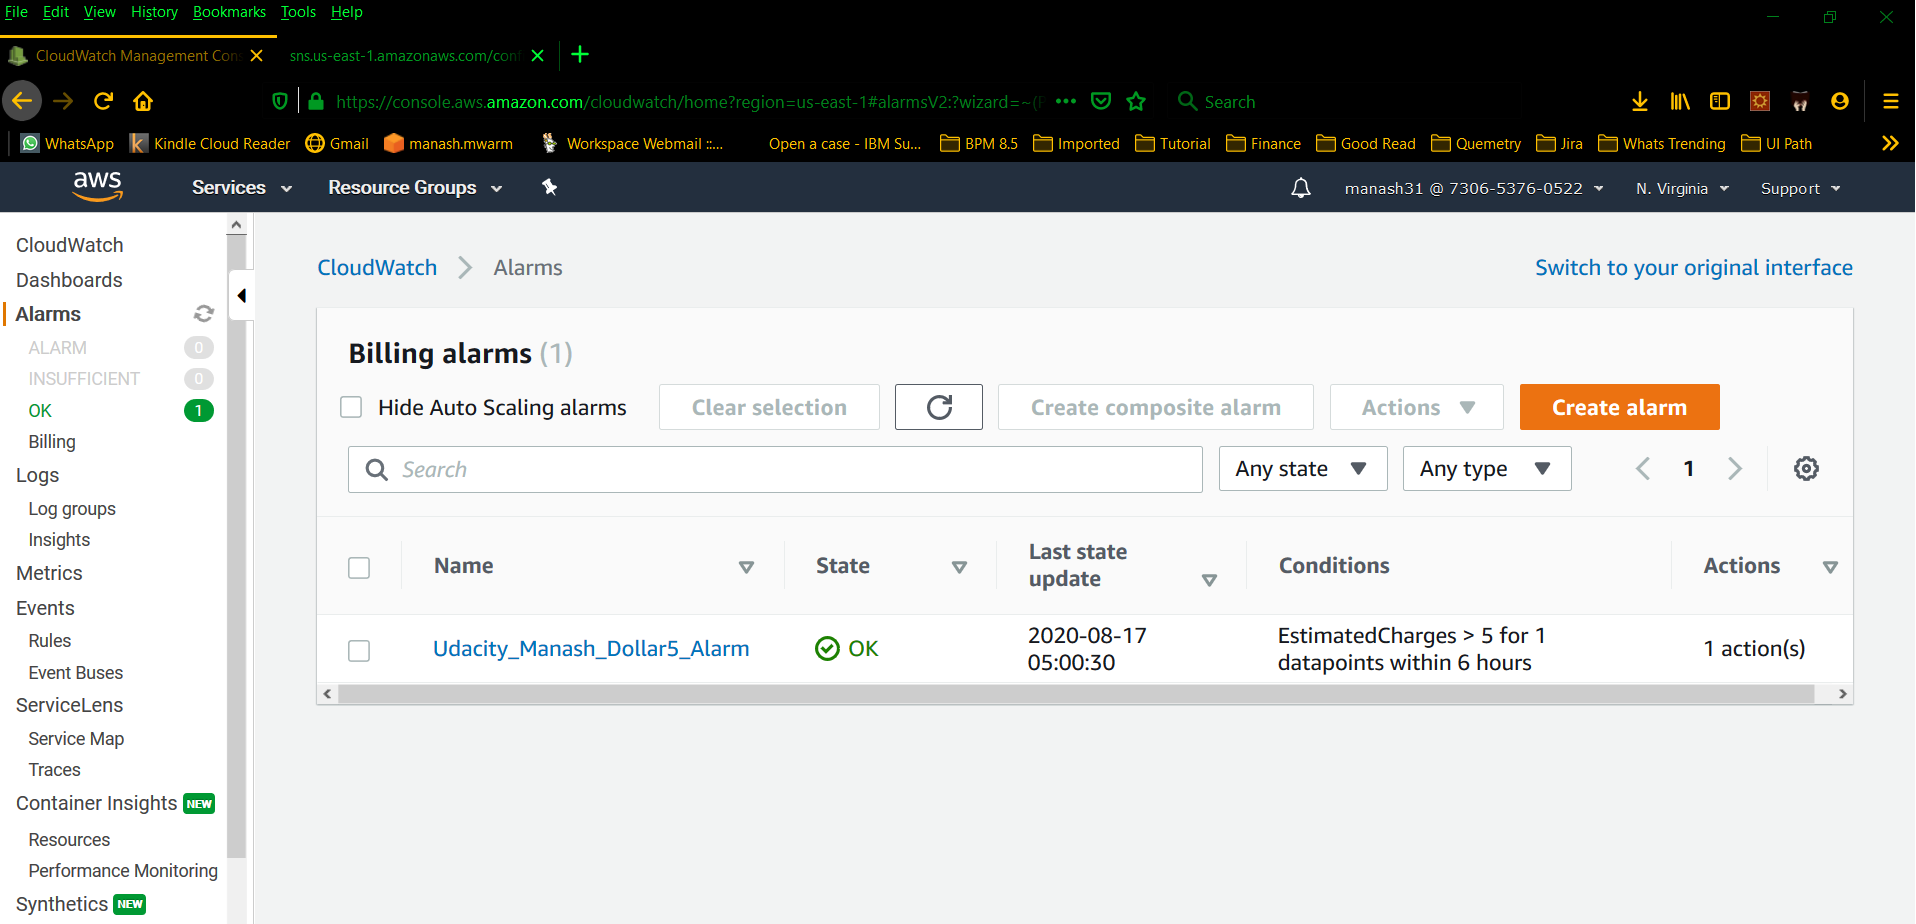 File Edit View History Bookmarks Tools Help
CloudWatch Management Con
sns.us-east-1.amazonaws.com/con
https://console.aws.amazon.com/cloudwatch/home?region=us-east-1#alarmsV2:?wizard=~(
Search
WhatsApp Kindle Cloud Reader Gmail manash.mwarm Workspace Webmail ::... Open a case - IBM Su... BPM 8.5 Imported Tutorial Finance Good Read Quemetry Jira Whats Trending UI Path
aws Services Resource Groups manash31 @ 7306-5376-0522 N. Virginia Support
CloudWatch
Dashboards
Alarms
ALARM 0
INSUFFICIENT 0
OK 1
Billing
Logs
Log groups
Insights
Metrics
Events
Rules
Event Buses
ServiceLens
Service Map
Traces
Container Insights NEW
Resources
Performance Monitoring
Synthetics NEW
CloudWatch Alarms
Switch to your original interface
Billing alarms (1)
Hide Auto Scaling alarms Clear selection Create composite alarm Actions Create alarm
Search Any state Any type 1
Name State Last state update Conditions Actions
Udacity_Manash_Dollar5_Alarm OK 2020-08-17 05:00:30 EstimatedCharges > 5 for 1 datapoints within 6 hours 1 action(s)